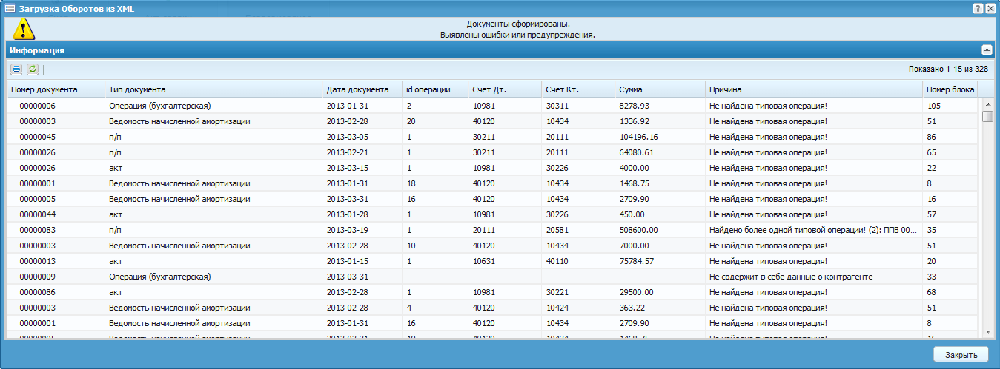 Загрузка Оборотов из XML
Документы сформированы.
Выявлены ошибки или предупреждения.
Информация
Показано 1-15 из 328
Номер документа Тип документа Дата документа id операции Счет Дт. Счет Кт. Сумма Причина Номер блока
00000006 Операция (бухгалтерская) 2013-01-31 2 10981 30311 8278.93 Не найдена типовая операция! 105
00000003 Ведомость начисленной амортизации 2013-02-28 20 40120 10434 1336.92 Не найдена типовая операция! 51
00000045 п/п 2013-03-05 1 30211 20111 104196.16 Не найдена типовая операция! 86
00000026 п/п 2013-02-21 1 30211 20111 64080.61 Не найдена типовая операция! 65
00000026 акт 2013-03-15 1 10981 30226 4000.00 Не найдена типовая операция! 22
00000001 Ведомость начисленной амортизации 2013-01-31 18 40120 10434 1468.75 Не найдена типовая операция! 8
00000005 Ведомость начисленной амортизации 2013-03-31 16 40120 10434 2709.90 Не найдена типовая операция! 16
00000044 акт 2013-01-28 1 10981 30226 450.00 Не найдена типовая операция! 57
00000083 п/п 2013-03-19 1 20111 20581 508600.00 Найдено более одной типовой операции! (2): ППВ 00... 35
00000003 Ведомость начисленной амортизации 2013-02-28 10 40120 10434 7000.00 Не найдена типовая операция! 51
00000013 акт 2013-01-15 1 10631 40110 75784.57 Не найдена типовая операция! 20
00000009 Операция (бухгалтерская) 2013-03-31 Не содержит в себе данные о контрагенте 33
00000086 акт 2013-02-28 1 10981 30221 29500.00 Не найдена типовая операция! 68
00000003 Ведомость начисленной амортизации 2013-02-28 4 40120 10424 363.22 Не найдена типовая операция! 51
00000001 Ведомость начисленной амортизации 2013-01-31 16 40120 10434 2709.90 Не найдена типовая операция! 8
Закрыть